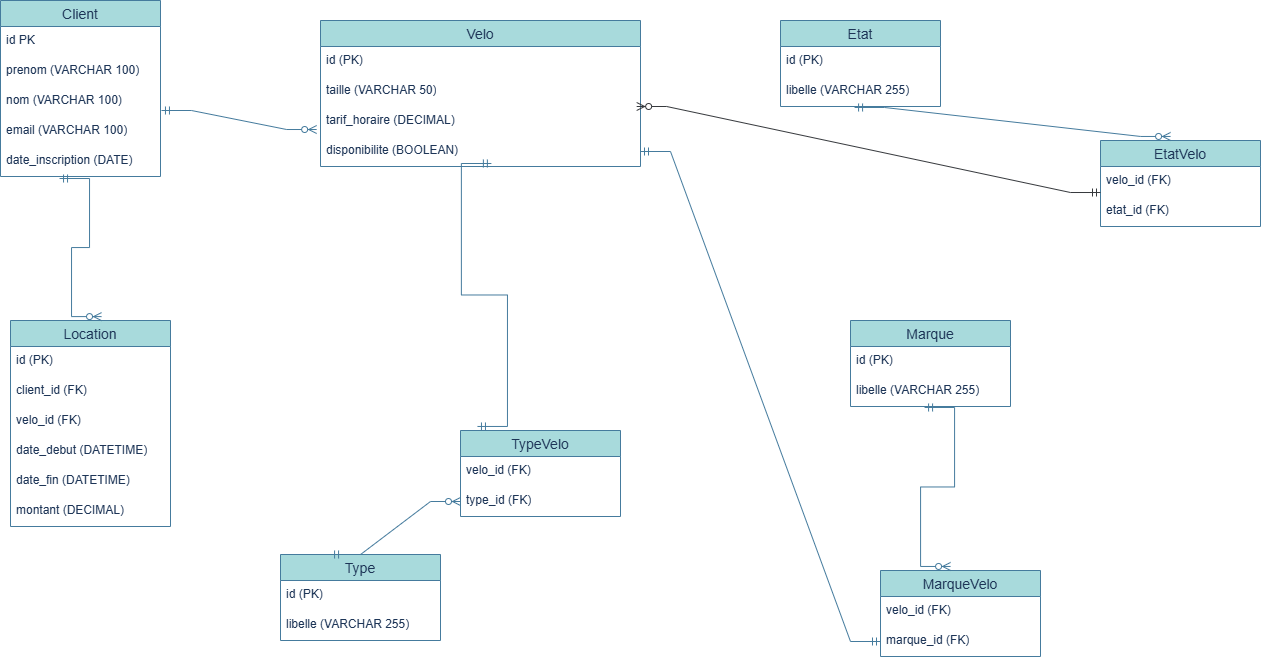 Client
id PK
prenom (VARCHAR 100)
nom (VARCHAR 100)
email (VARCHAR 100)
date_inscription (DATE)
Velo
id (PK)
taille (VARCHAR 50)
tarif_horaire (DECIMAL)
disponibilite (BOOLEAN)
Etat
id (PK)
libelle (VARCHAR 255)
EtatVelo
velo_id (FK)
etat_id (FK)
Location
id (PK)
client_id (FK)
velo_id (FK)
date_debut (DATETIME)
date_fin (DATETIME)
montant (DECIMAL)
Marque
id (PK)
libelle (VARCHAR 255)
TypeVelo
velo_id (FK)
type_id (FK)
Type
id (PK)
libelle (VARCHAR 255)
MarqueVelo
velo_id (FK)
marque_id (FK)